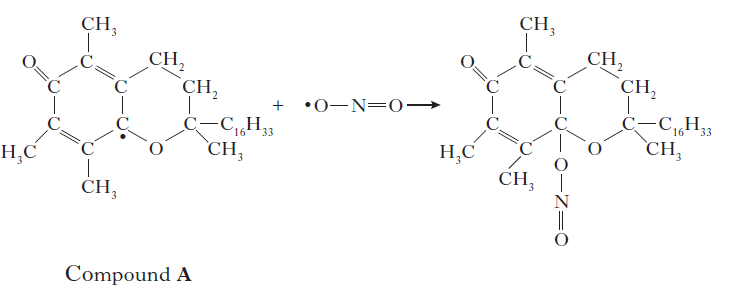 CH₃ CH₃
O C CH₂ O C CH₂
C C CH₂ C C CH₂
+ •O—N=O ⟶
C C• C—C₁₆H₃₃ C C C—C₁₆H₃₃
H₃C C O CH₃ H₃C C O CH₃
CH₃ CH₃ O
N
O
Compound A